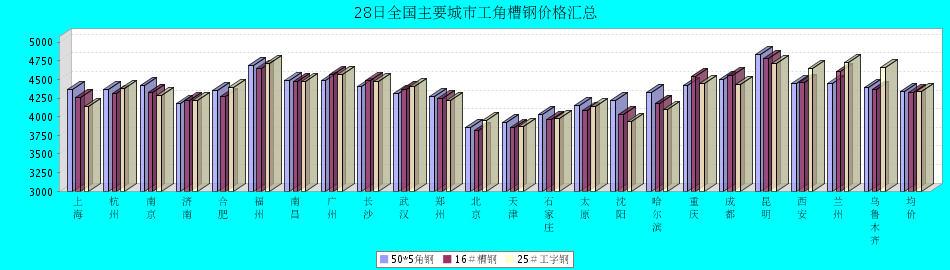 28日全国主要城市工角槽钢价格汇总
5000
4750
4500
4250
4000
3750
3500
3250
3000
上海
杭州
南京
济南
合肥
福州
南昌
广州
长沙
武汉
郑州
北京
天津
石家庄
太原
沈阳
哈尔滨
重庆
成都
昆明
西安
兰州
乌鲁木齐
均价
50*5角钢
16#槽钢
25#工字钢